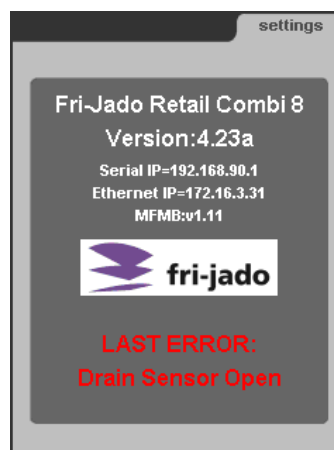 settings
Fri-Jado Retail Combi 8
Version:4.23a
Serial IP=192.168.90.1
Ethernet IP=172.16.3.31
MFMB:v1.11
fri-jado
LAST ERROR:
Drain Sensor Open